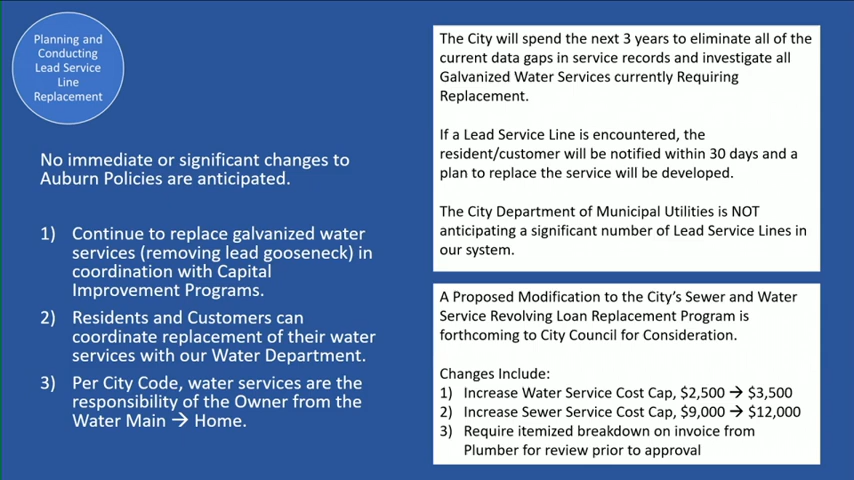 Planning and
Conducting
Lead Service
Line
Replacement
No immediate or significant changes to
Auburn Policies are anticipated.
1) Continue to replace galvanized water
services (removing lead gooseneck) in
coordination with Capital
Improvement Programs.
2) Residents and Customers can
coordinate replacement of their water
services with our Water Department.
3) Per City Code, water services are the
responsibility of the Owner from the
Water Main → Home.
The City will spend the next 3 years to eliminate all of the
current data gaps in service records and investigate all
Galvanized Water Services currently Requiring
Replacement.
If a Lead Service Line is encountered, the
resident/customer will be notified within 30 days and a
plan to replace the service will be developed.
The City Department of Municipal Utilities is NOT
anticipating a significant number of Lead Service Lines in
our system.
A Proposed Modification to the City's Sewer and Water
Service Revolving Loan Replacement Program is
forthcoming to City Council for Consideration.
Changes Include:
1) Increase Water Service Cost Cap, $2,500 → $3,500
2) Increase Sewer Service Cost Cap, $9,000 → $12,000
3) Require itemized breakdown on invoice from
Plumber for review prior to approval